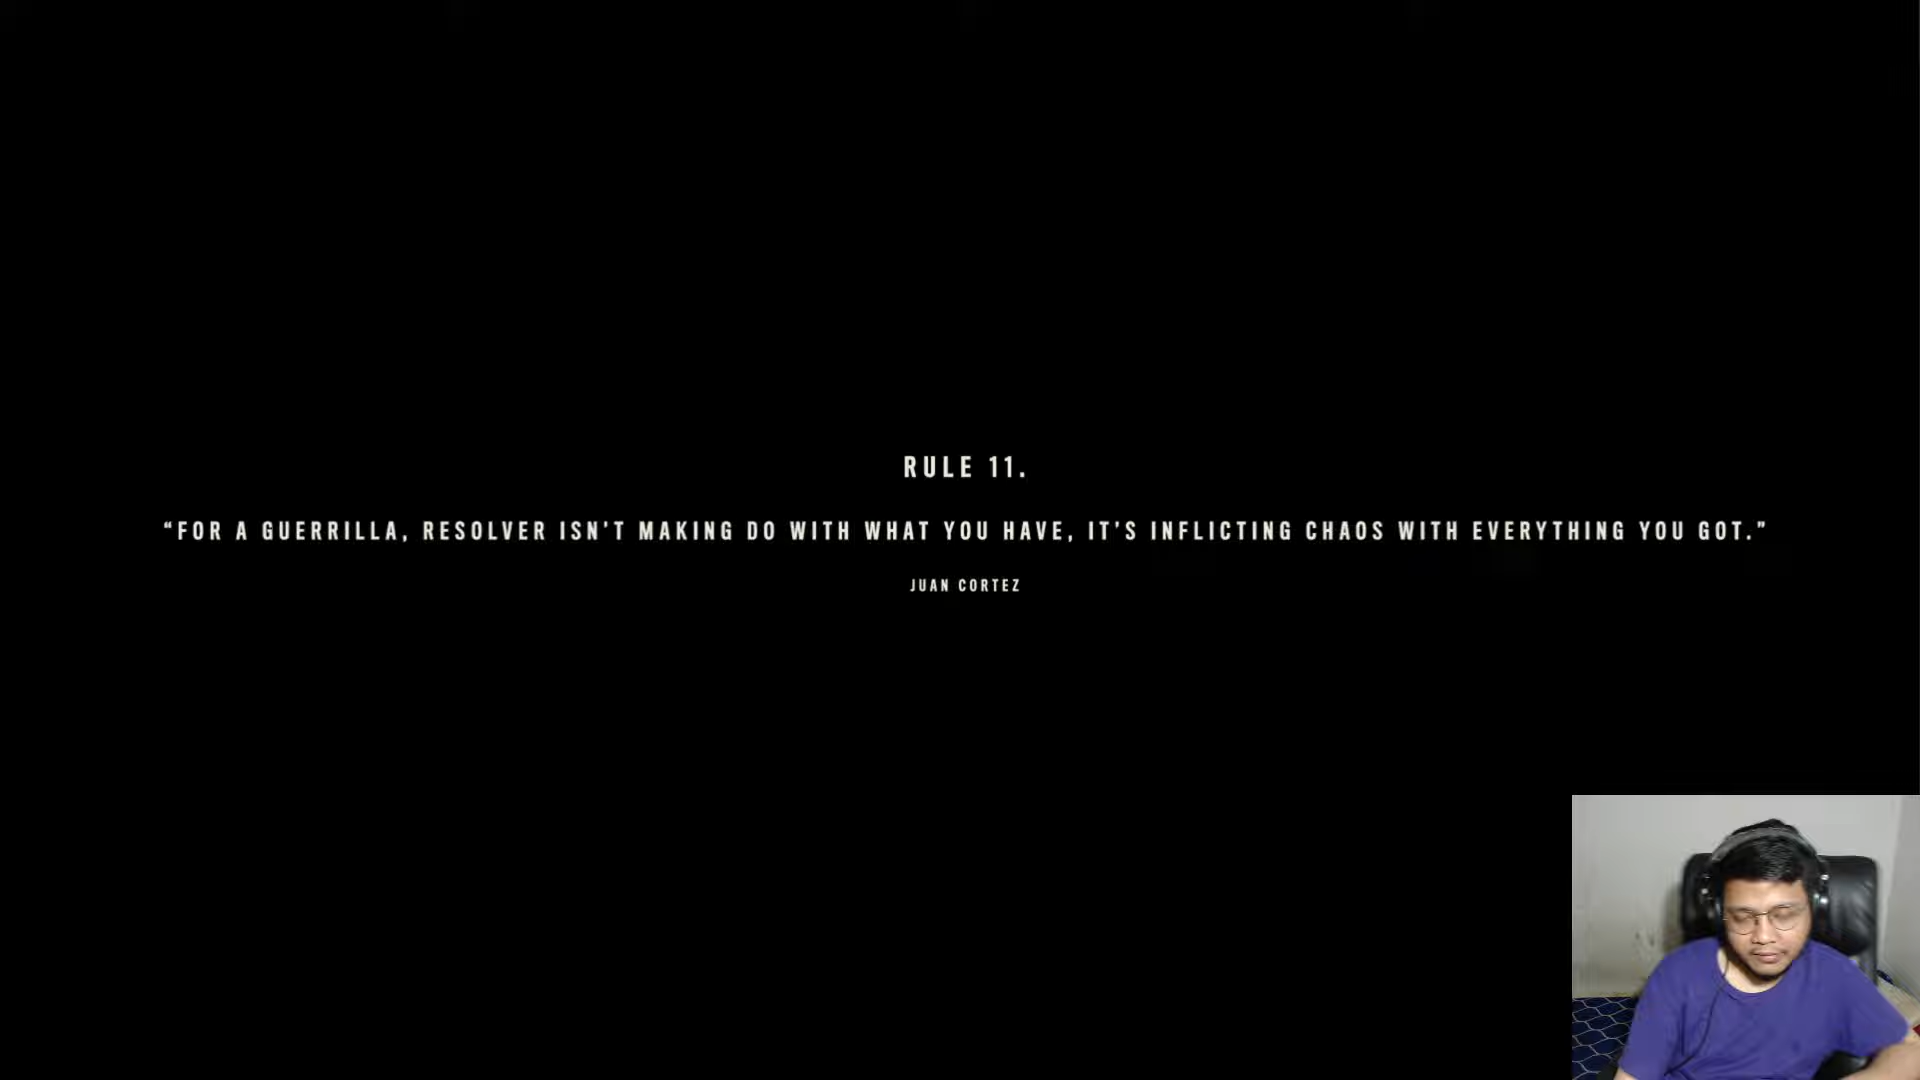 RULE 11.
“FOR A GUERRILLA, RESOLVER ISN’T MAKING DO WITH WHAT YOU HAVE, IT’S INFLICTING CHAOS WITH EVERYTHING YOU GOT.”
JUAN CORTEZ